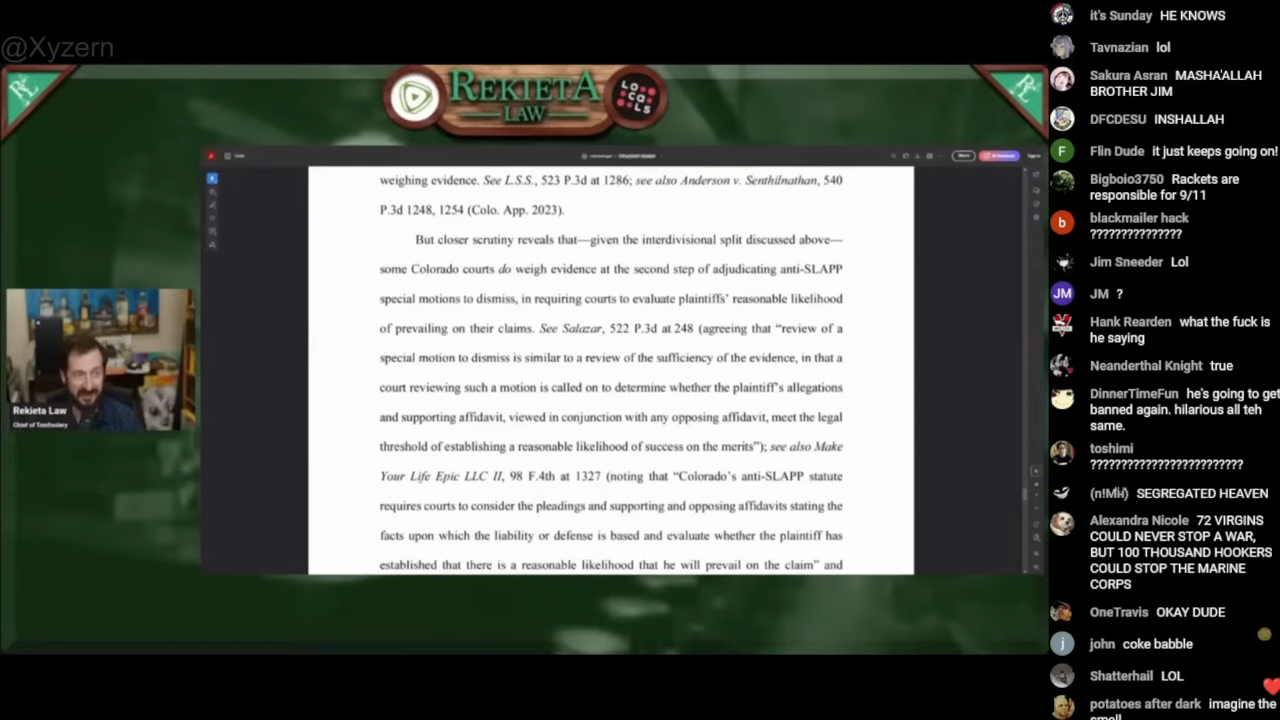 @Xyzern
REKIETA
LAW
LOCALS
RL
RL
weighing evidence. See L.S.S., 523 P.3d at 1286; see also Anderson v. Senthilnathan, 540
P.3d 1248, 1254 (Colo. App. 2023).
But closer scrutiny reveals that—given the interdivisional split discussed above—
some Colorado courts do weigh evidence at the second step of adjudicating anti-SLAPP
special motions to dismiss, in requiring courts to evaluate plaintiffs' reasonable likelihood
of prevailing on their claims. See Salazar, 522 P.3d at 248 (agreeing that “review of a
special motion to dismiss is similar to a review of the sufficiency of the evidence, in that a
court reviewing such a motion is called on to determine whether the plaintiff's allegations
and supporting affidavit, viewed in conjunction with any opposing affidavit, meet the legal
threshold of establishing a reasonable likelihood of success on the merits”); see also Make
Your Life Epic LLC II, 98 F.4th at 1327 (noting that “Colorado's anti-SLAPP statute
requires courts to consider the pleadings and supporting and opposing affidavits stating the
facts upon which the liability or defense is based and evaluate whether the plaintiff has
established that there is a reasonable likelihood that he will prevail on the claim” and
Rekieta Law
Chief of Tomfoolery
it's Sunday HE KNOWS
Tavnazian lol
Sakura Asran MASHA'ALLAH
BROTHER JIM
DFCDESU INSHALLAH
F
Flin Dude it just keeps going on!
Bigboio3750 Rackets are
responsible for 9/11
b
blackmailer hack
???????????????
Jim Sneeder Lol
JM
JM ?
Hank Rearden what the fuck is
he saying
Neanderthal Knight true
DinnerTimeFun he's going to get
banned again. hilarious all teh
same.
toshimi
?????????????????????????
SEGREGATED HEAVEN
Alexandra Nicole 72 VIRGINS
COULD NEVER STOP A WAR,
BUT 100 THOUSAND HOOKERS
COULD STOP THE MARINE
CORPS
OneTravis OKAY DUDE
j
john coke babble
Shatterhail LOL
potatoes after dark imagine the
smell